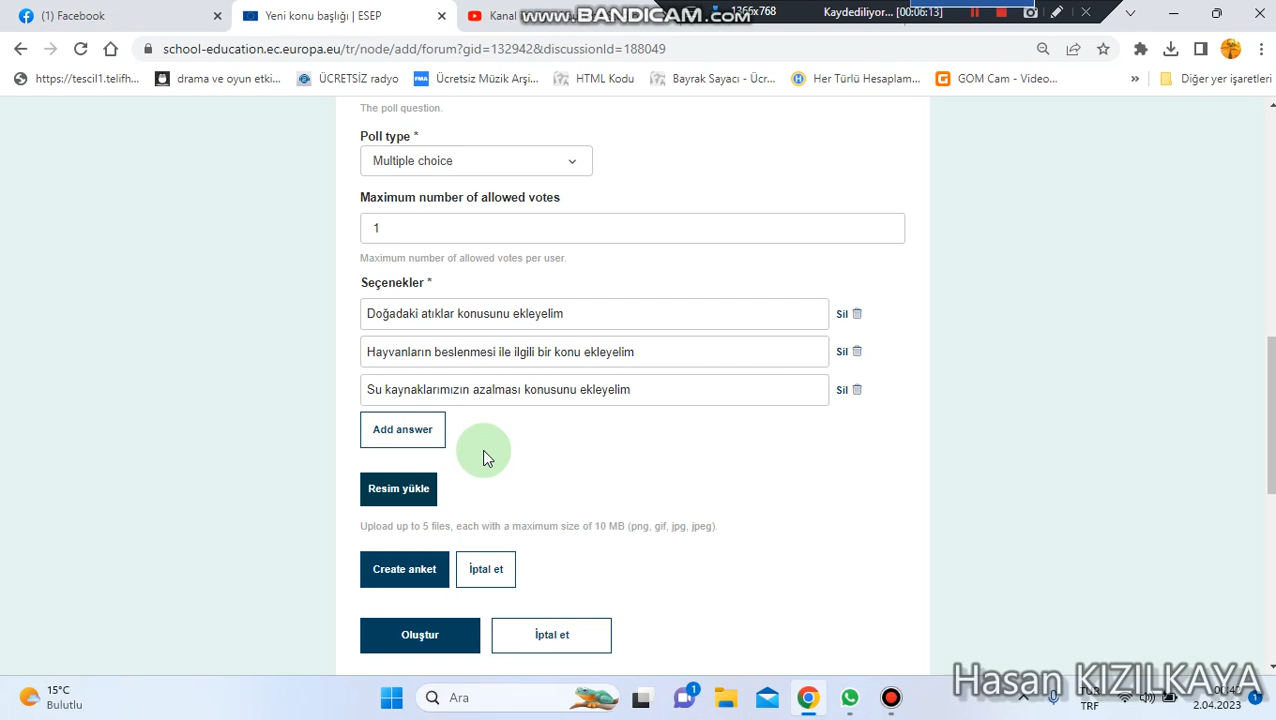 (1) Facebook
Yeni konu başlığı | ESEP
Kanal
www.BANDICAM.com
1366x768
Kaydediliyor...
00:06:13
school-education.ec.europa.eu/tr/node/add/forum?gid=132942&discussionId=188049
https://tescil1.telifh...
drama ve oyun etki...
ÜCRETSİZ radyo
FMA
Ücretsiz Müzik Arşi...
HTML Kodu
Bayrak Sayacı - Ücr...
Her Türlü Hesaplam...
GOM Cam - Video...
»
Diğer yer işaretleri
The poll question.
Poll type *
Multiple choice
Maximum number of allowed votes
1
Maximum number of allowed votes per user.
Seçenekler *
Doğadaki atıklar konusunu ekleyelim
Sil
Hayvanların beslenmesi ile ilgili bir konu ekleyelim
Sil
Su kaynaklarımızın azalması konusunu ekleyelim
Sil
Add answer
Resim yükle
Upload up to 5 files, each with a maximum size of 10 MB (png, gif, jpg, jpeg).
Create anket
İptal et
Oluştur
İptal et
Hasan KIZILKAYA
15°C
Bulutlu
Ara
1
TRF
2.04.2023